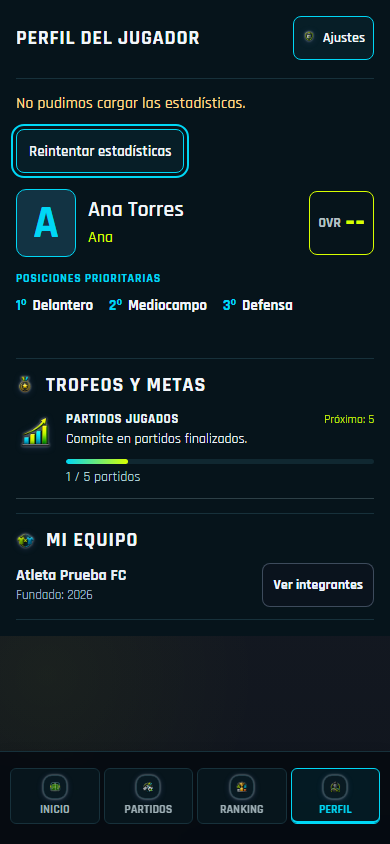 PERFIL DEL JUGADOR
Ajustes
No pudimos cargar las estadísticas.
Reintentar estadísticas
A
Ana Torres
Ana
OVR --
POSICIONES PRIORITARIAS
1º Delantero 2º Mediocampo 3º Defensa
TROFEOS Y METAS
PARTIDOS JUGADOS
Próximo: 5
Compite en partidos finalizados.
1 / 5 partidos
MI EQUIPO
Atleta Prueba FC
Fundado: 2026
Ver integrantes
INICIO
PARTIDOS
RANKING
PERFIL